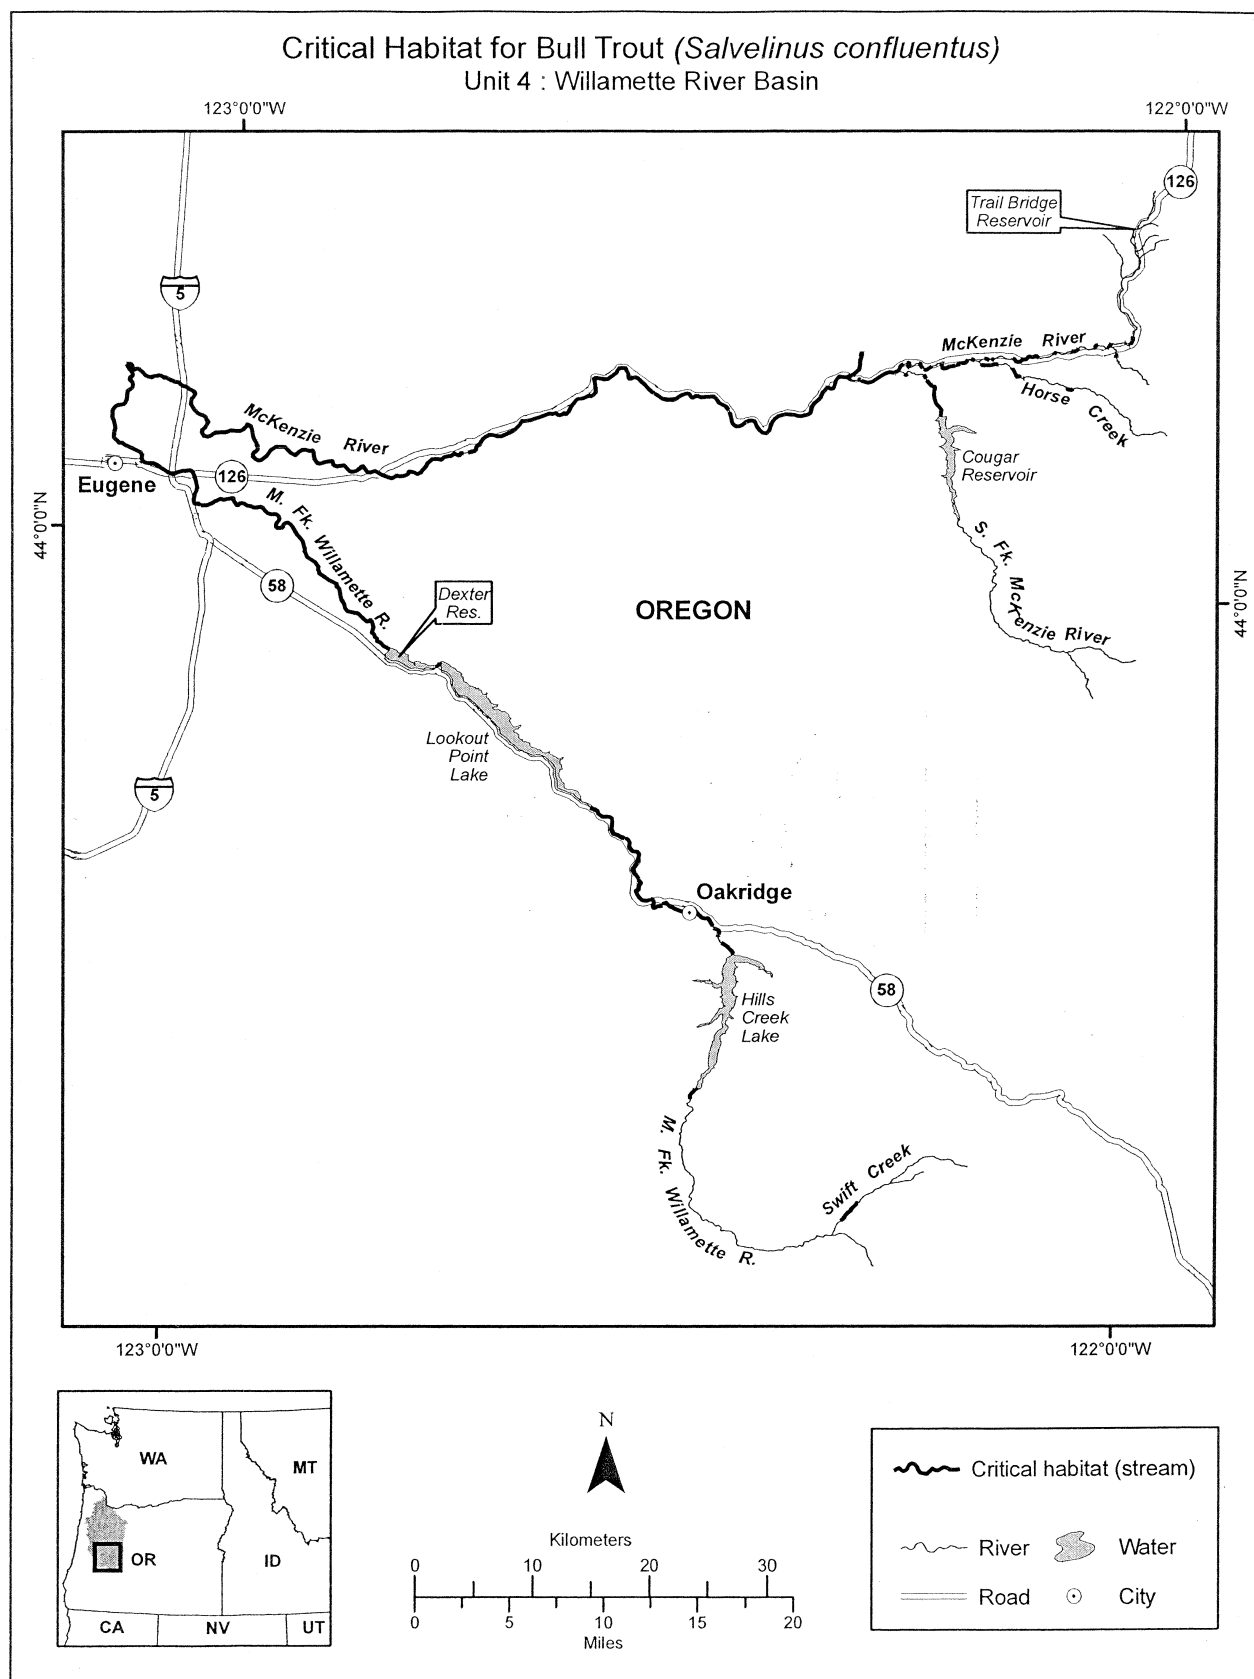 Critical Habitat for Bull Trout (Salvelinus confluentus)
Unit 4 : Willamette River Basin
123°0'0"W
122°0'0"W
126
Trail Bridge
Reservoir
5
McKenzie River
Horse Creek
McKenzie River
Cougar
Reservoir
126
Eugene
M. Fk. Willamette R.
44°0'0"N
S. Fk. McKenzie River
58
Dexter
Res.
OREGON
44°0'0"N
Lookout
Point
Lake
5
Oakridge
58
Hills
Creek
Lake
M. Fk. Willamette R.
Swift Creek
123°0'0"W
122°0'0"W
WA
MT
OR
ID
CA
NV
UT
N
Kilometers
0 10 20 30
0 5 10 15 20
Miles
Critical habitat (stream)
River
Water
Road
City